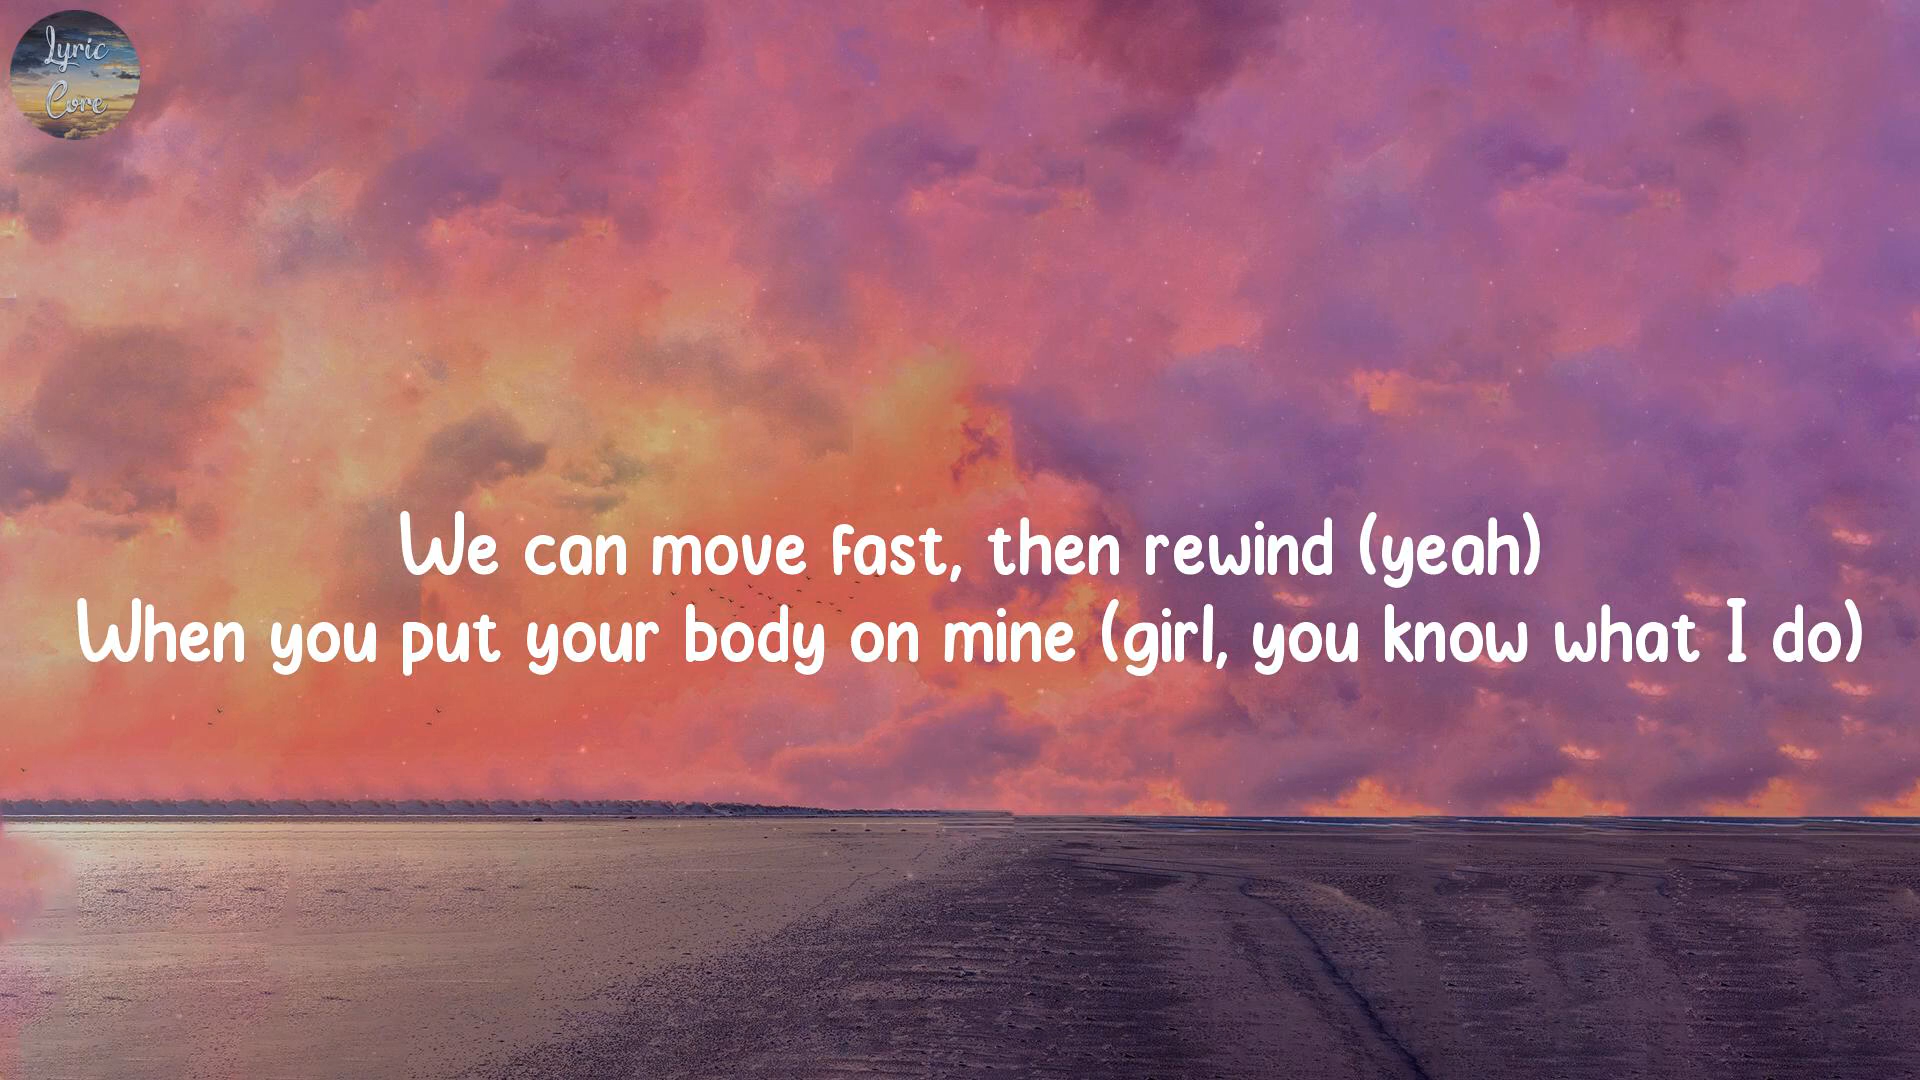 Lyric
Core
We can move fast, then rewind (yeah)
When you put your body on mine (girl, you know what I do)